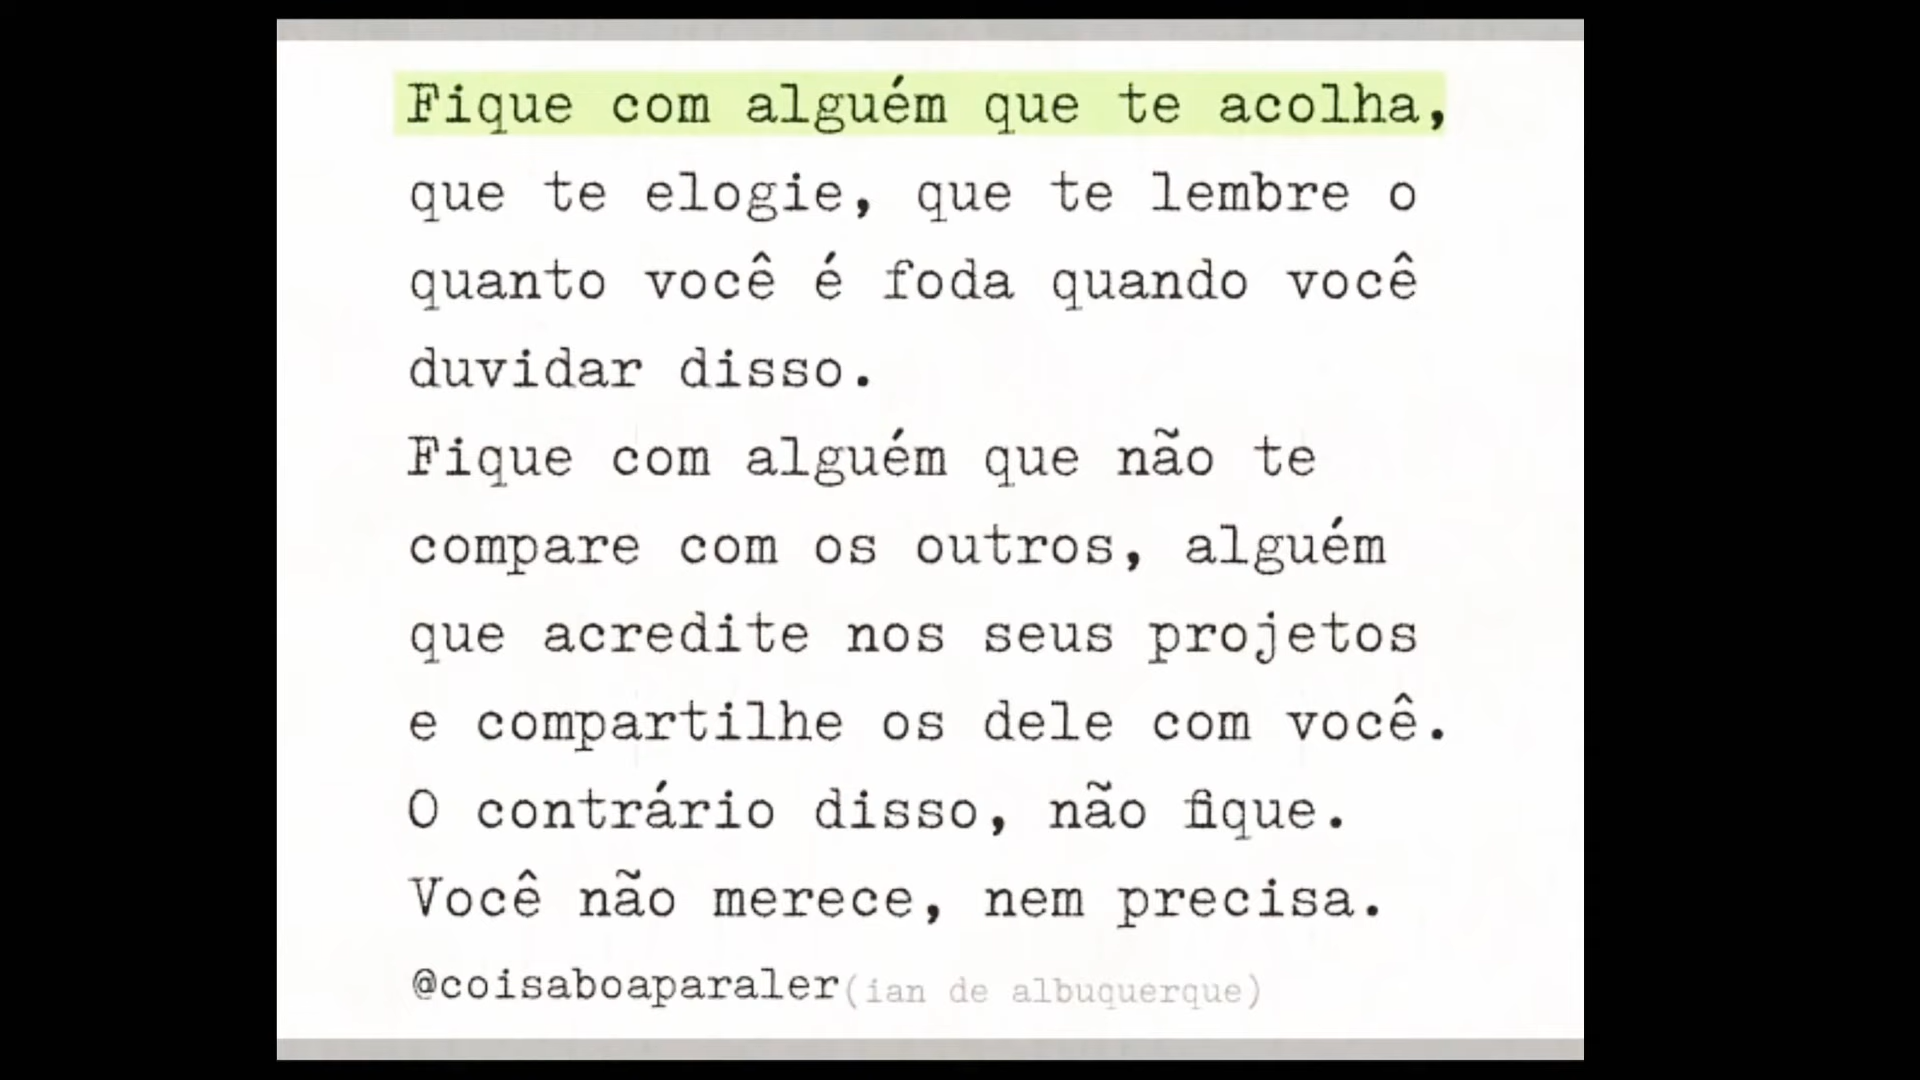 Fique com alguém que te acolha,
que te elogie, que te lembre o
quanto você é foda quando você
duvidar disso.
Fique com alguém que não te
compare com os outros, alguém
que acredite nos seus projetos
e compartilhe os dele com você.
O contrário disso, não fique.
Você não merece, nem precisa.
@coisaboaparaler(ian de albuquerque)